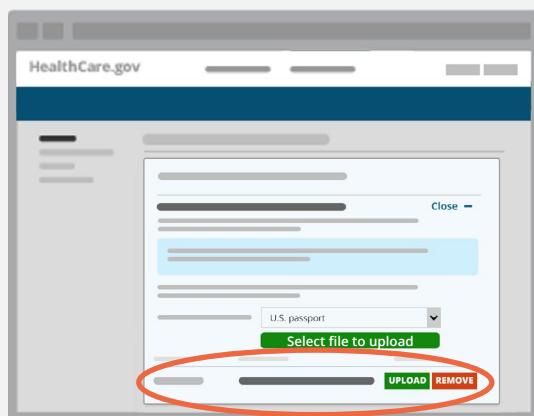 HealthCare.gov
Close –
U.S. passport
Select file to upload
UPLOAD REMOVE